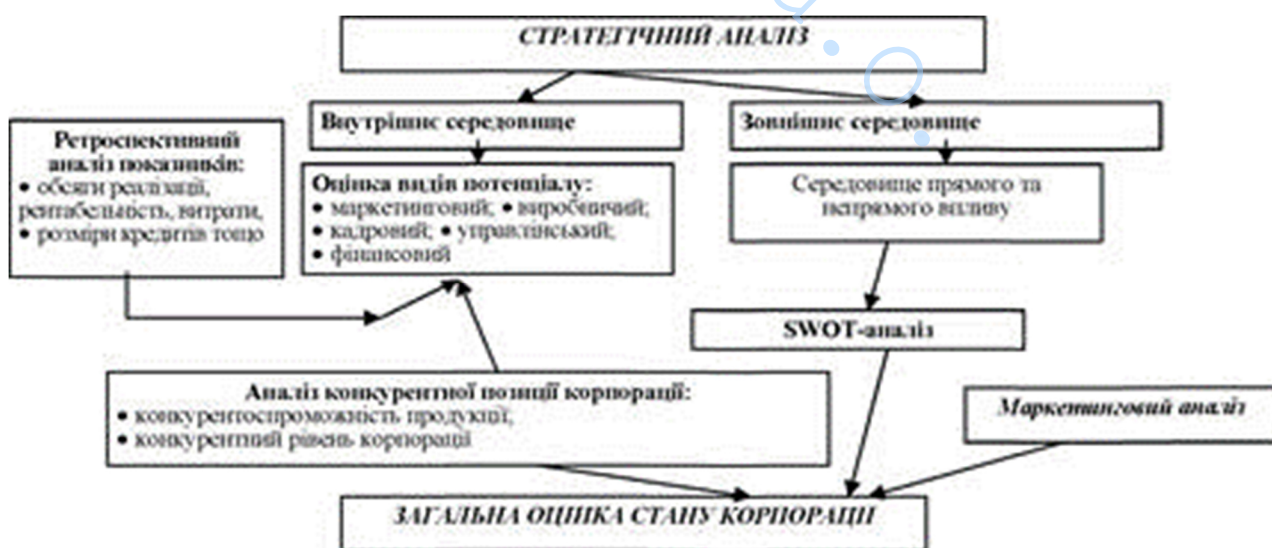 СТРАТЕГІЧНИЙ АНАЛІЗ
Внутрішнє середовище
Зовнішнє середовище
Ретроспективний
аналіз показників:
• обсяги реалізації,
рентабельність, витрати,
• розміри кредитів тощо
Оцінка видів потенціалу:
• маркетинговий; • виробничий;
• кадровий; • управлінський;
• фінансовий
Середовище прямого та
непрямого впливу
SWOT-аналіз
Аналіз конкурентної позиції корпорації:
• конкурентоспроможність продукції,
• конкурентний рівень корпорації
Маркетинговий аналіз
ЗАГАЛЬНА ОЦІНКА СТАНУ КОРПОРАЦІЇ